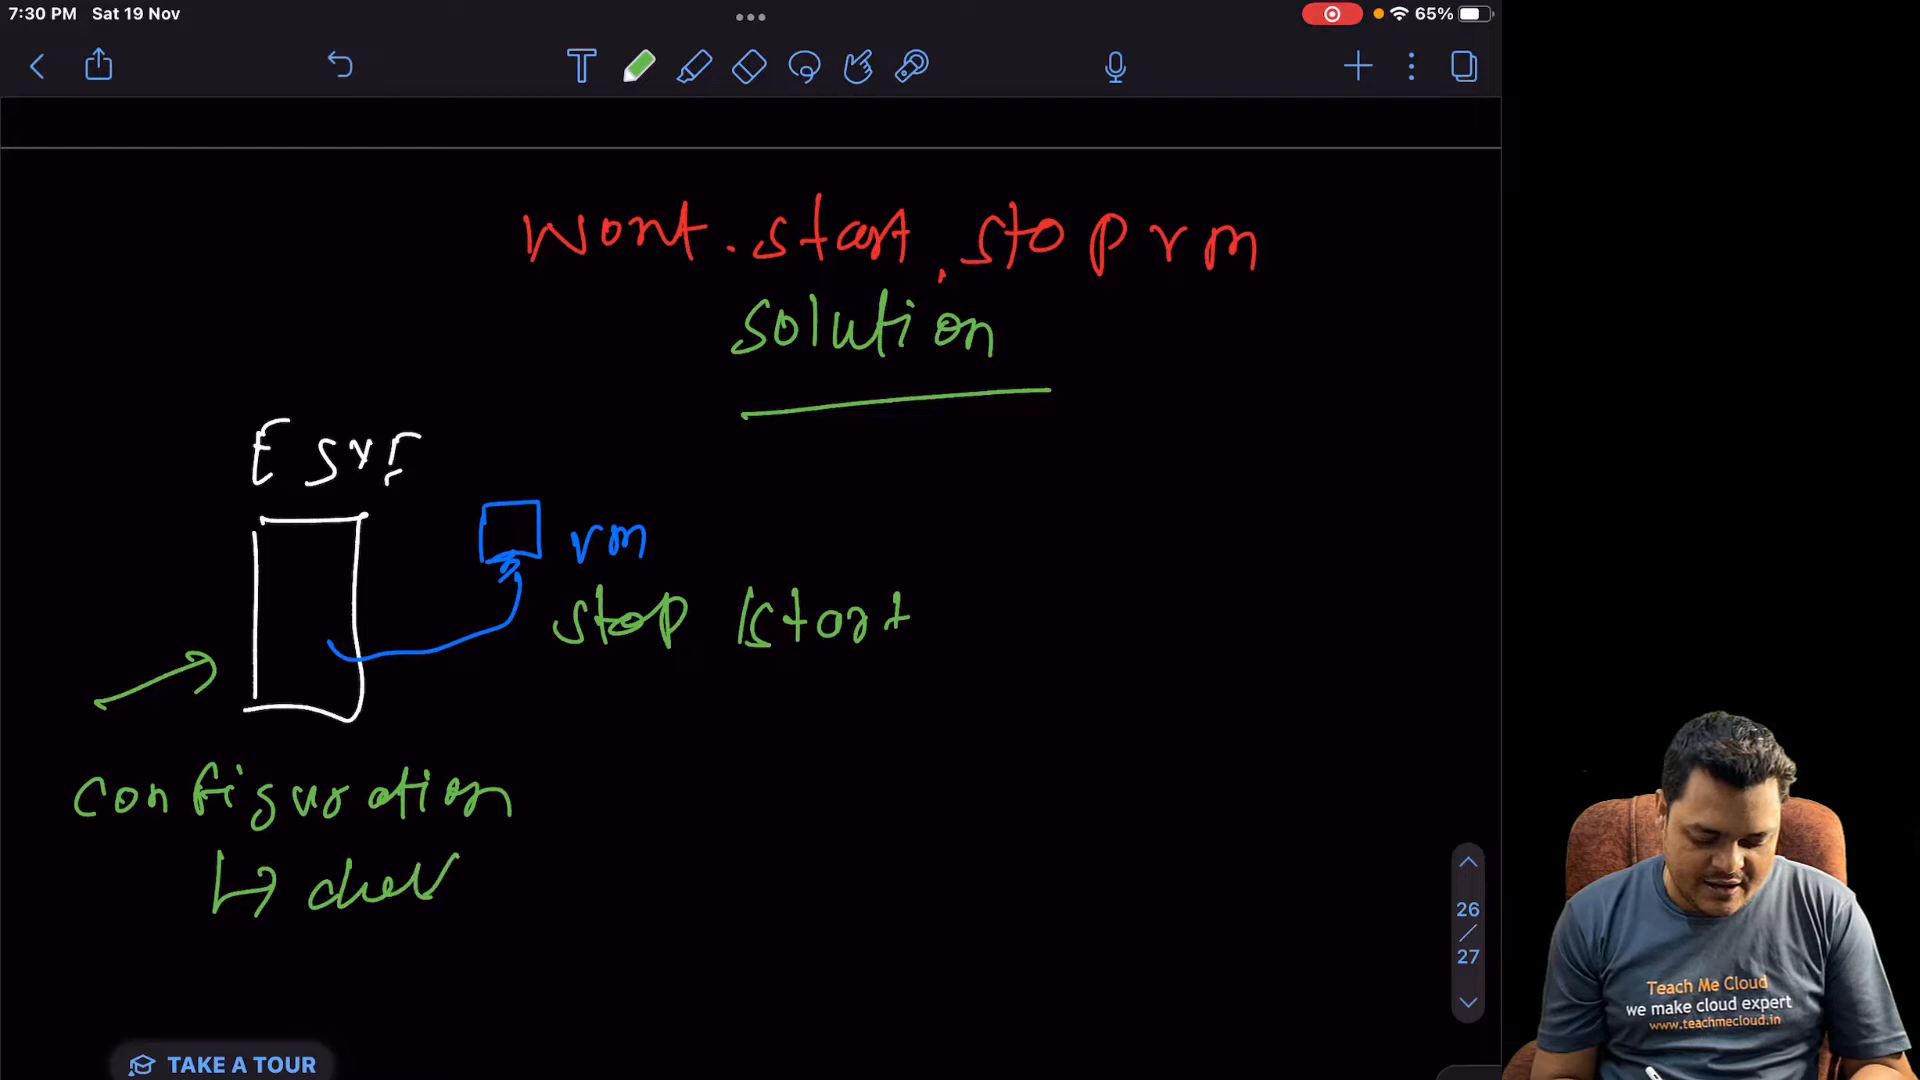 7:30 PM Sat 19 Nov
65%
T
wont.start.stop vm
solution
ESXI
vm
stop /start
configuration
↳ check
26
/
27
TAKE A TOUR
Teach Me Cloud
we make cloud expert
www.teachmecloud.in